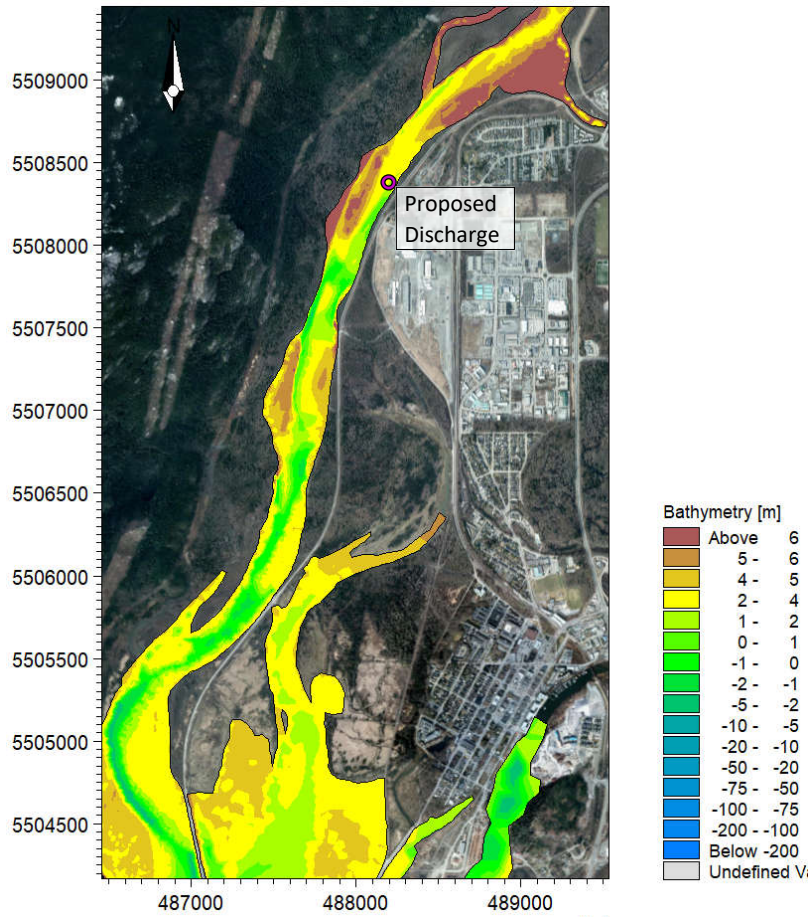 N
5509000
5508500
5508000
5507500
5507000
5506500
5506000
5505500
5505000
5504500
487000 488000 489000
Proposed
Discharge
Bathymetry [m]
Above 6
5 - 6
4 - 5
2 - 4
1 - 2
0 - 1
-1 - 0
-2 - -1
-5 - -2
-10 - -5
-20 - -10
-50 - -20
-75 - -50
-100 - -75
-200 - -100
Below -200
Undefined Va